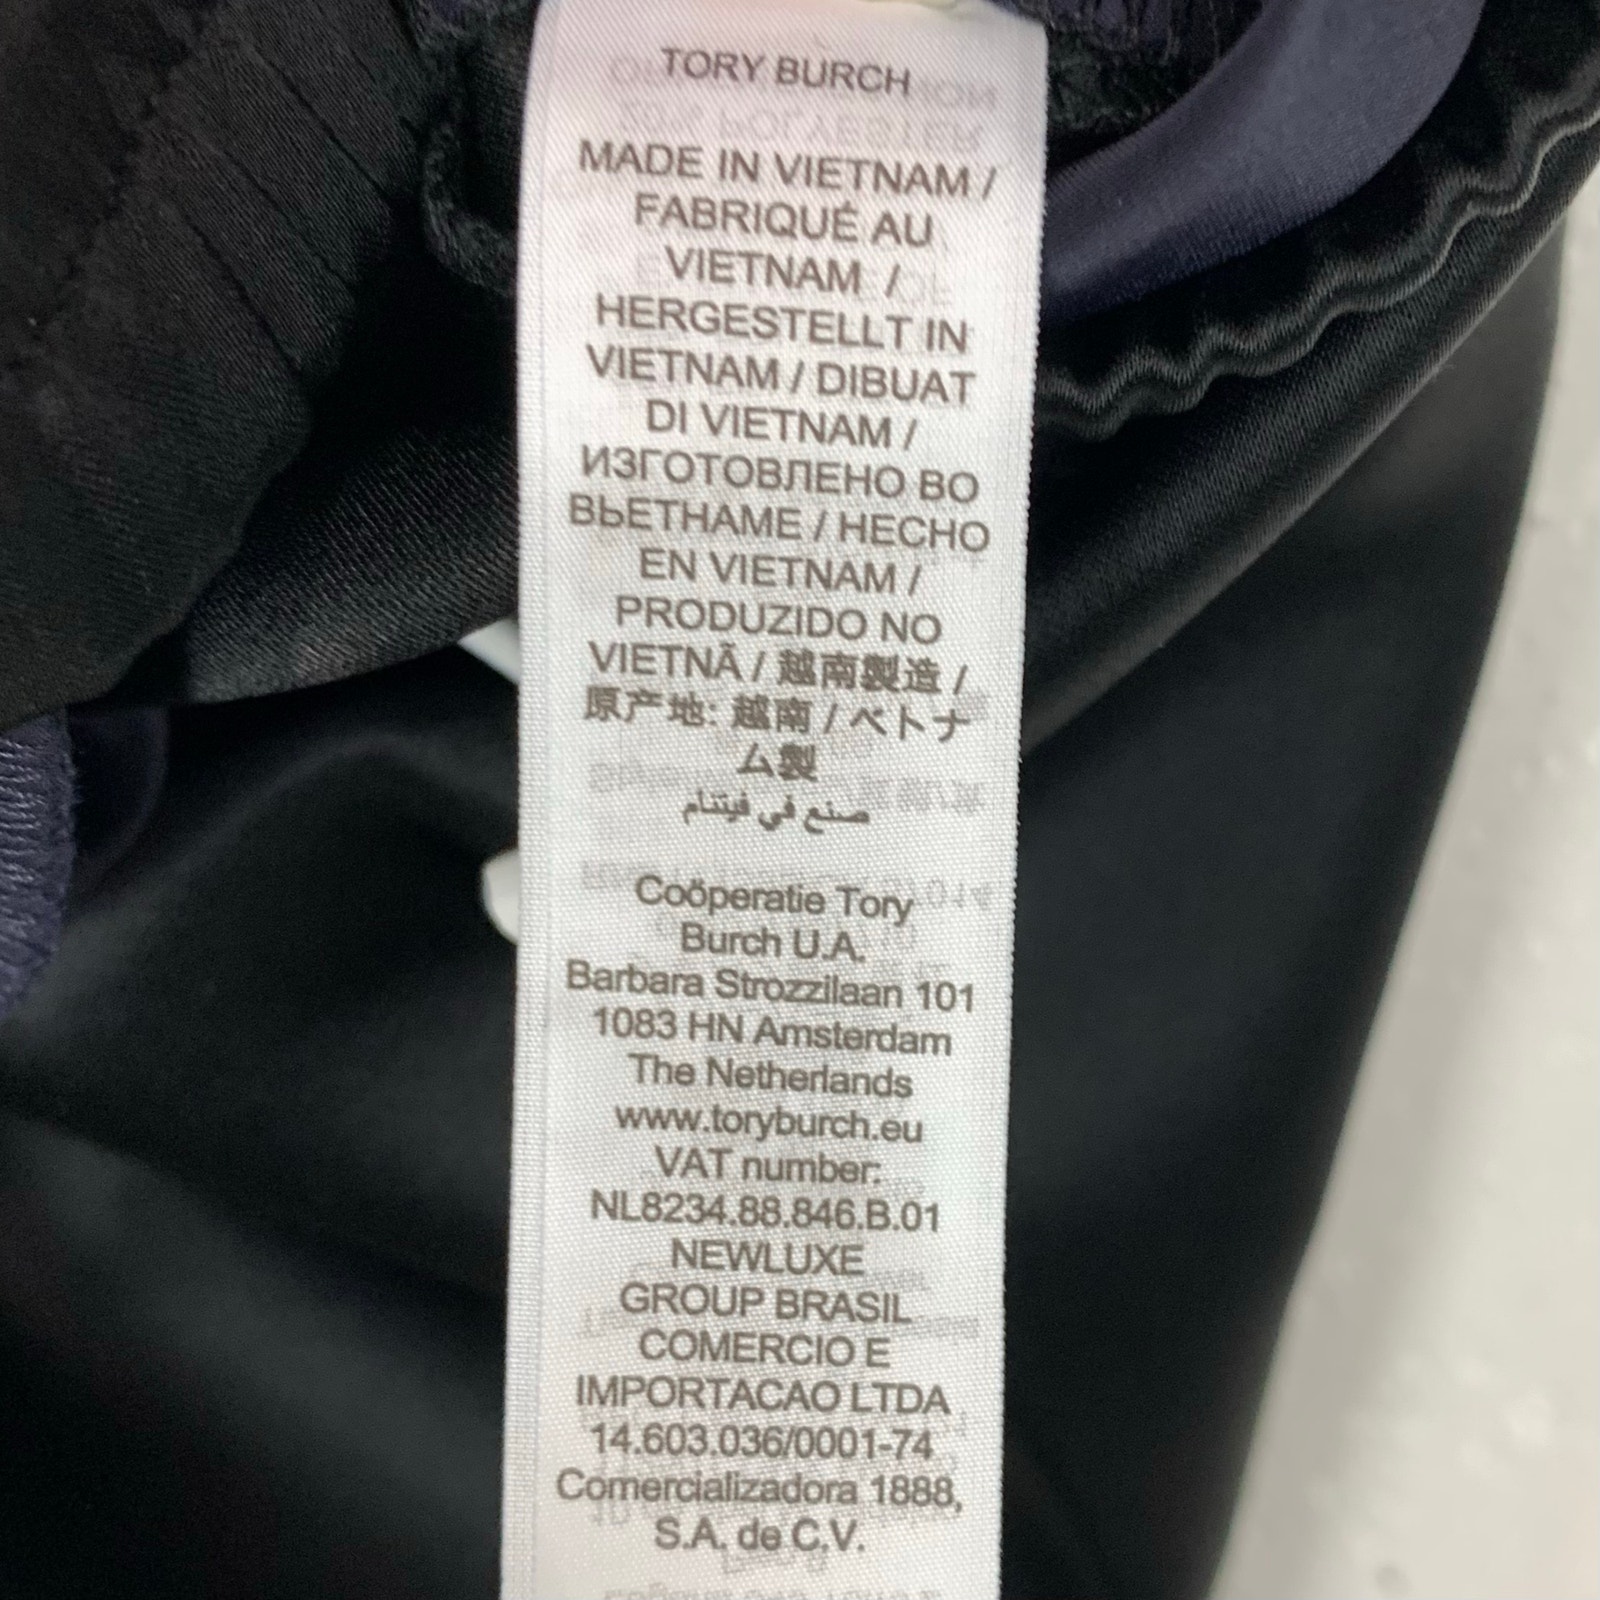 TORY BURCH
MADE IN VIETNAM /
FABRIQUÉ AU
VIETNAM /
HERGESTELLT IN
VIETNAM / DIBUAT
DI VIETNAM /
ИЗГОТОВЛЕНО ВО
ВЬЕТНАМЕ / HECHO
EN VIETNAM /
PRODUZIDO NO
VIETNÃ / 越南製造 /
原产地: 越南 / ベトナ
ム製
صنع في فيتنام
Coöperatie Tory
Burch U.A.
Barbara Strozzilaan 101
1083 HN Amsterdam
The Netherlands
www.toryburch.eu
VAT number:
NL8234.88.846.B.01
NEWLUXE
GROUP BRASIL
COMERCIO E
IMPORTACAO LTDA
14.603.036/0001-74
Comercializadora 1888,
S.A. de C.V.